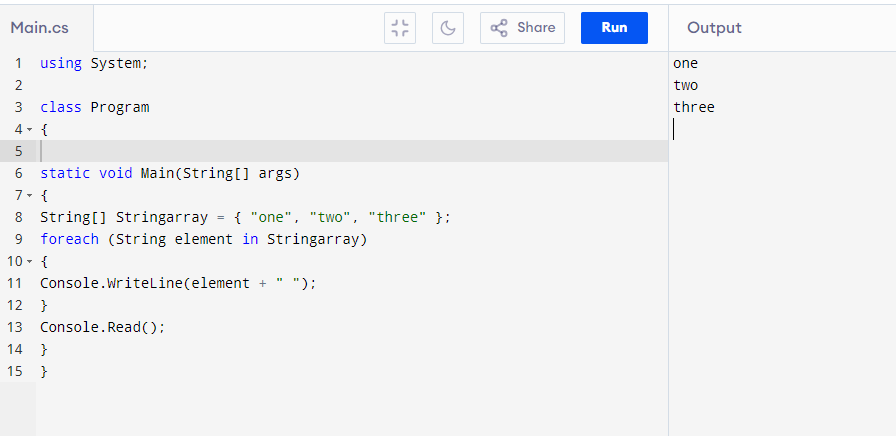 Main.cs Share Run Output
1 using System;
2
3 class Program
4 {
5
6 static void Main(String[] args)
7 {
8 String[] Stringarray = { "one", "two", "three" };
9 foreach (String element in Stringarray)
10 {
11 Console.WriteLine(element + " ");
12 }
13 Console.Read();
14 }
15 }
one
two
three